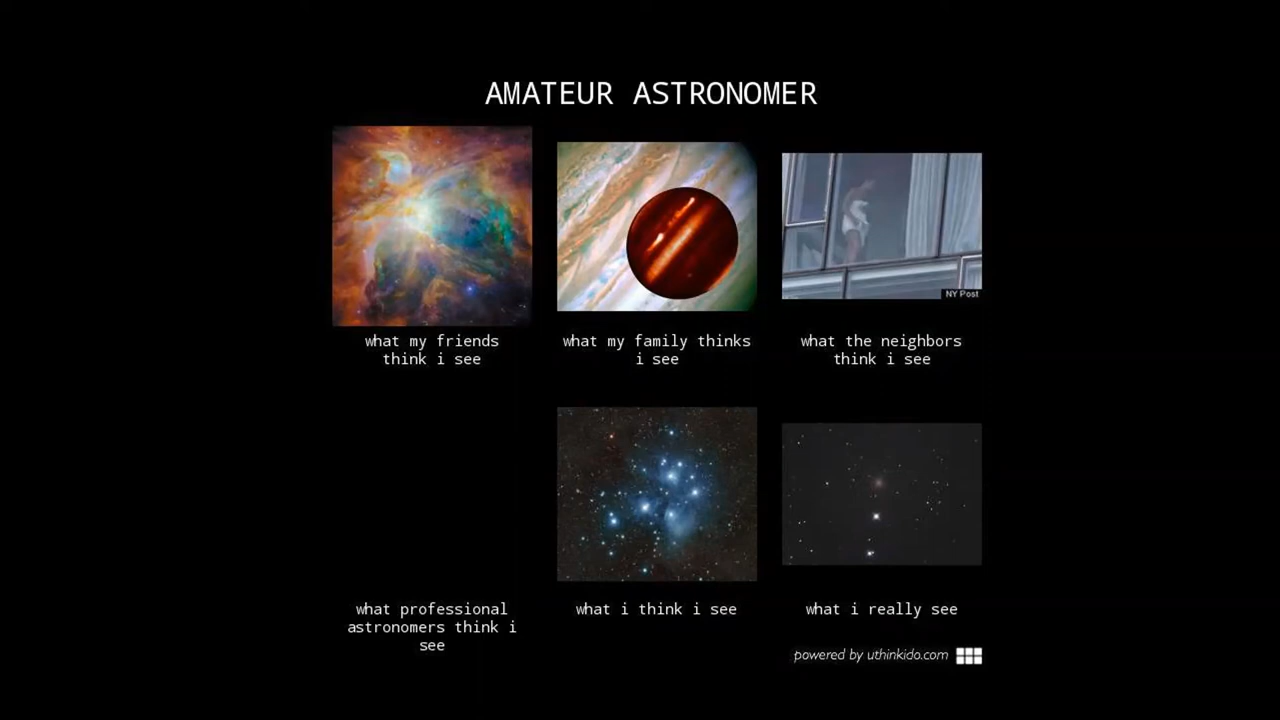 AMATEUR ASTRONOMER
what my friends
think i see
what my family thinks
i see
NY Post
what the neighbors
think i see
what professional
astronomers think i
see
what i think i see
what i really see
powered by uthinkido.com